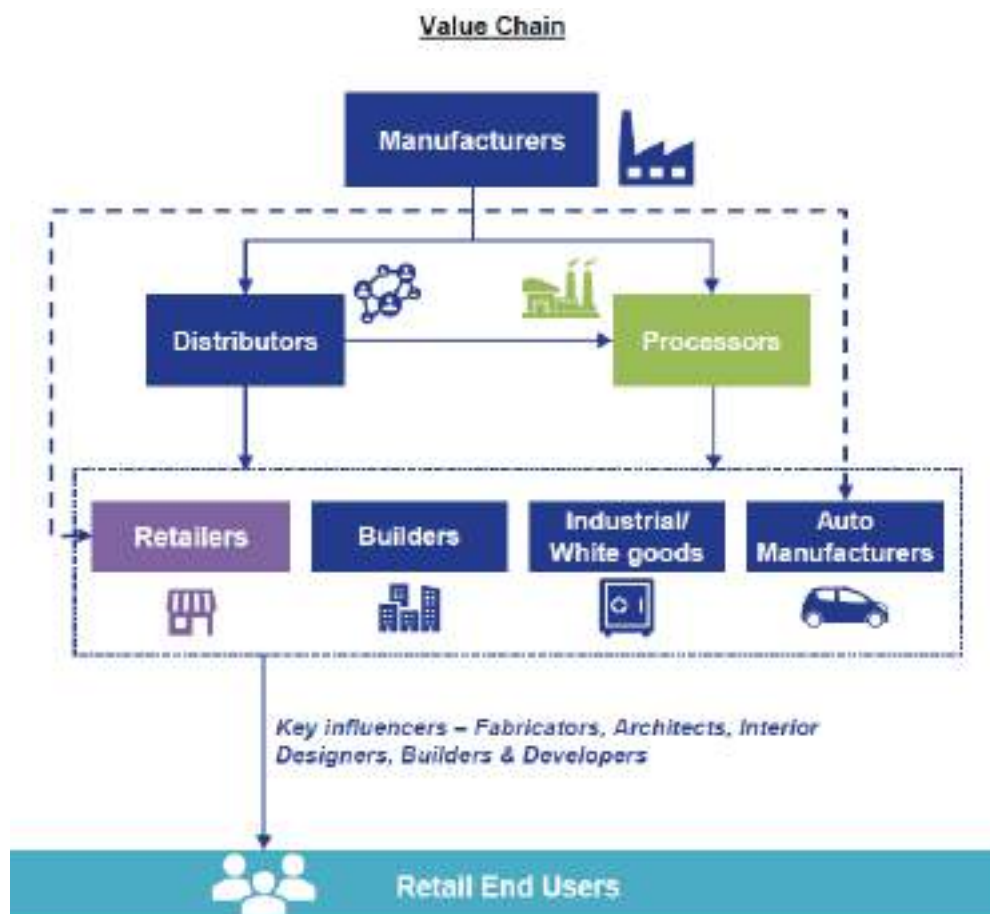 Value Chain
Manufacturers
Distributors
Processors
Retailers
Builders
Industrial/
White goods
Auto
Manufacturers
Key influencers – Fabricators, Architects, Interior
Designers, Builders & Developers
Retail End Users